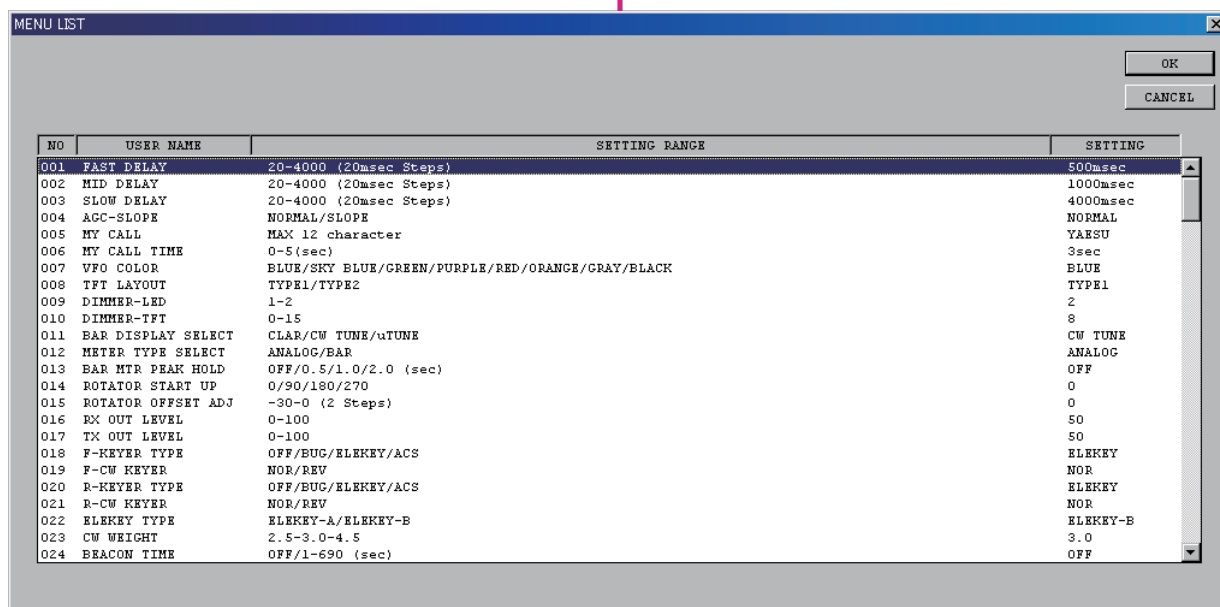 MENU LIST
OK
CANCEL
NO USER NAME SETTING RANGE SETTING
001 FAST DELAY 20-4000 (20msec Steps) 500msec
002 MID DELAY 20-4000 (20msec Steps) 1000msec
003 SLOW DELAY 20-4000 (20msec Steps) 4000msec
004 AGC-SLOPE NORMAL/SLOPE NORMAL
005 MY CALL MAX 12 character YAESU
006 MY CALL TIME 0-5(sec) 3sec
007 VFO COLOR BLUE/SKY BLUE/GREEN/PURPLE/RED/ORANGE/GRAY/BLACK BLUE
008 TFT LAYOUT TYPE1/TYPE2 TYPE1
009 DIMMER-LED 1-2 2
010 DIMMER-TFT 0-15 8
011 BAR DISPLAY SELECT CLAR/CW TUNE/uTUNE CW TUNE
012 METER TYPE SELECT ANALOG/BAR ANALOG
013 BAR MTR PEAK HOLD OFF/0.5/1.0/2.0 (sec) OFF
014 ROTATOR START UP 0/90/180/270 0
015 ROTATOR OFFSET ADJ -30-0 (2 Steps) 0
016 RX OUT LEVEL 0-100 50
017 TX OUT LEVEL 0-100 50
018 F-KEYER TYPE OFF/BUG/ELEKEY/ACS ELEKEY
019 F-CW KEYER NOR/REV NOR
020 R-KEYER TYPE OFF/BUG/ELEKEY/ACS ELEKEY
021 R-CW KEYER NOR/REV NOR
022 ELEKEY TYPE ELEKEY-A/ELEKEY-B ELEKEY-B
023 CW WEIGHT 2.5-3.0-4.5 3.0
024 BEACON TIME OFF/1-690 (sec) OFF